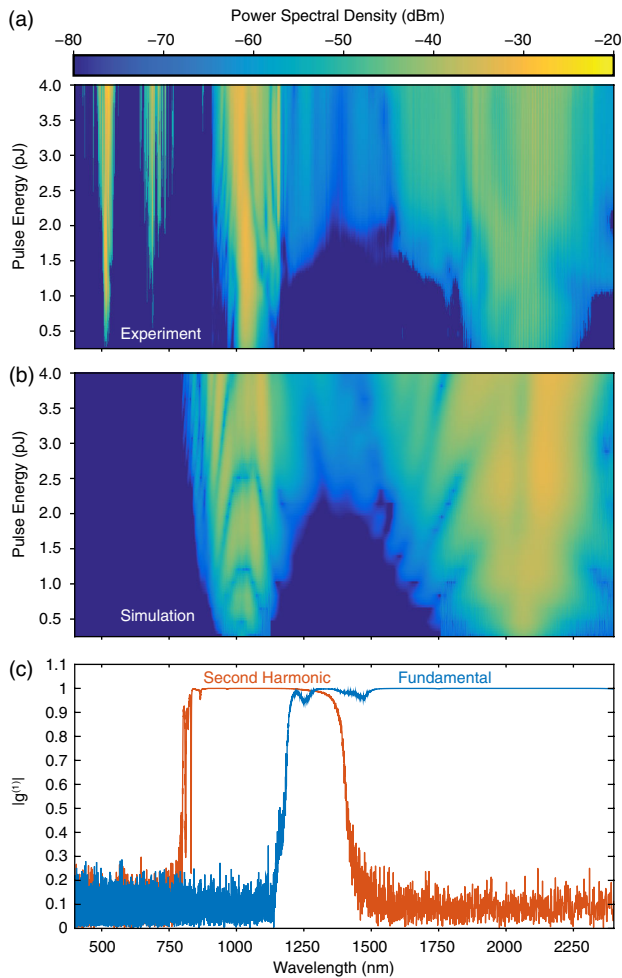 Power Spectral Density (dBm)
(a)
−80 −70 −60 −50 −40 −30 −20
4.0
3.5
3.0
2.5
2.0
1.5
1.0
0.5
Pulse Energy (pJ)
Experiment
(b)
4.0
3.5
3.0
2.5
2.0
1.5
1.0
0.5
Pulse Energy (pJ)
Simulation
(c)
1.1
1
0.9
0.8
0.7
0.6
0.5
0.4
0.3
0.2
0.1
0
|g⁽¹⁾|
Second Harmonic Fundamental
500 750 1000 1250 1500 1750 2000 2250
Wavelength (nm)